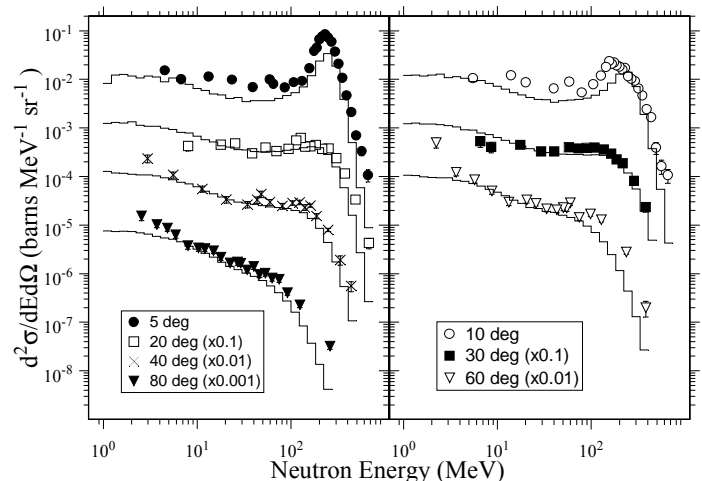 10⁻¹
10⁻²
10⁻³
10⁻⁴
10⁻⁵
10⁻⁶
10⁻⁷
10⁻⁸
d²σ/dEdΩ (barns MeV⁻¹ sr⁻¹)
5 deg
20 deg (x0.1)
40 deg (x0.01)
80 deg (x0.001)
10 deg
30 deg (x0.1)
60 deg (x0.01)
10⁰ 10¹ 10² 10⁰ 10¹ 10²
Neutron Energy (MeV)